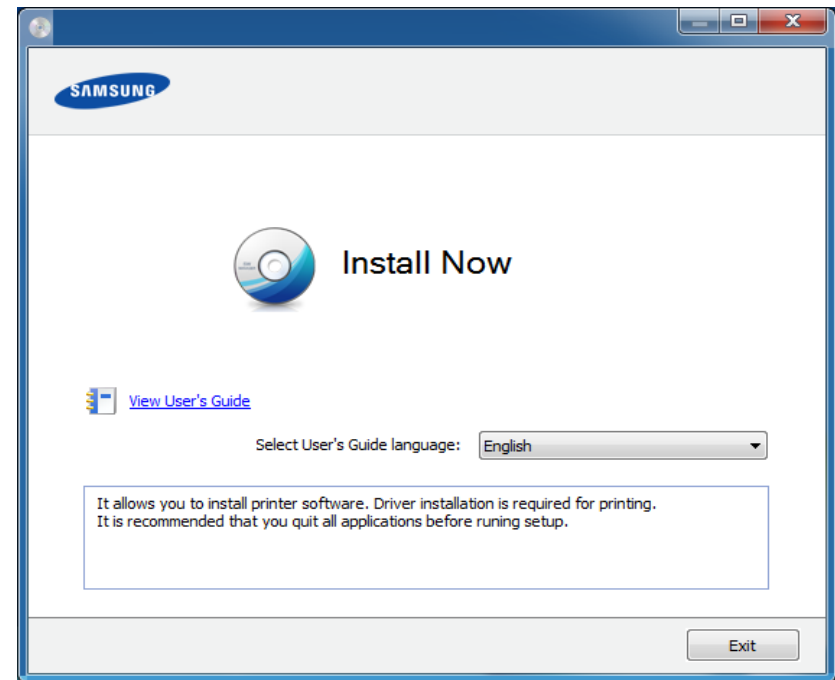 SAMSUNG
Install Now
View User's Guide
Select User's Guide language: English
It allows you to install printer software. Driver installation is required for printing.
It is recommended that you quit all applications before runing setup.
Exit